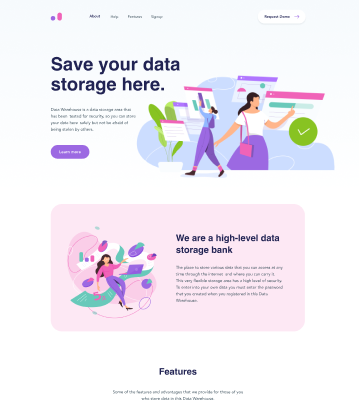 About Help Features Signup Request Demo
Save your data
storage here.
Data Warehouse is a data storage area that
has been tested for security, so you can store
your data here safely but not be afraid of
being stolen by others.
Learn more
We are a high-level data
storage bank
The place to store various data that you can access at any
time through the internet and where you can carry it.
This very flexible storage area has a high level of security.
To enter into your own data you must enter the password
that you created when you registered in this Data
Warehouse.
Features
Some of the features and advantages that we provide for those of you
who store data in this Data Warehouse.